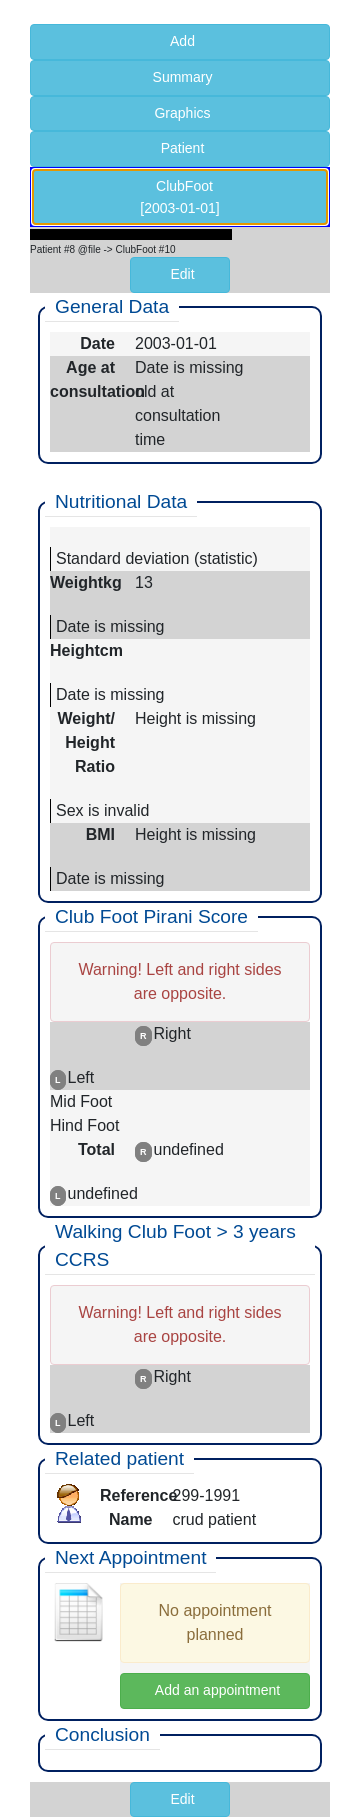 Add
Summary
Graphics
Patient
ClubFoot
[2003-01-01]
Patient #8 @file -> ClubFoot #10
Edit
General Data
Date 2003-01-01
Age at Date is missing
consultation old at
consultation
time
Nutritional Data
Standard deviation (statistic)
Weightkg 13
Date is missing
Heightcm
Date is missing
Weight/ Height is missing
Height
Ratio
Sex is invalid
BMI Height is missing
Date is missing
Club Foot Pirani Score
Warning! Left and right sides
are opposite.
R Right
L Left
Mid Foot
Hind Foot
Total R undefined
L undefined
Walking Club Foot > 3 years
CCRS
Warning! Left and right sides
are opposite.
R Right
L Left
Related patient
Reference 299-1991
Name crud patient
Next Appointment
No appointment
planned
Add an appointment
Conclusion
Edit